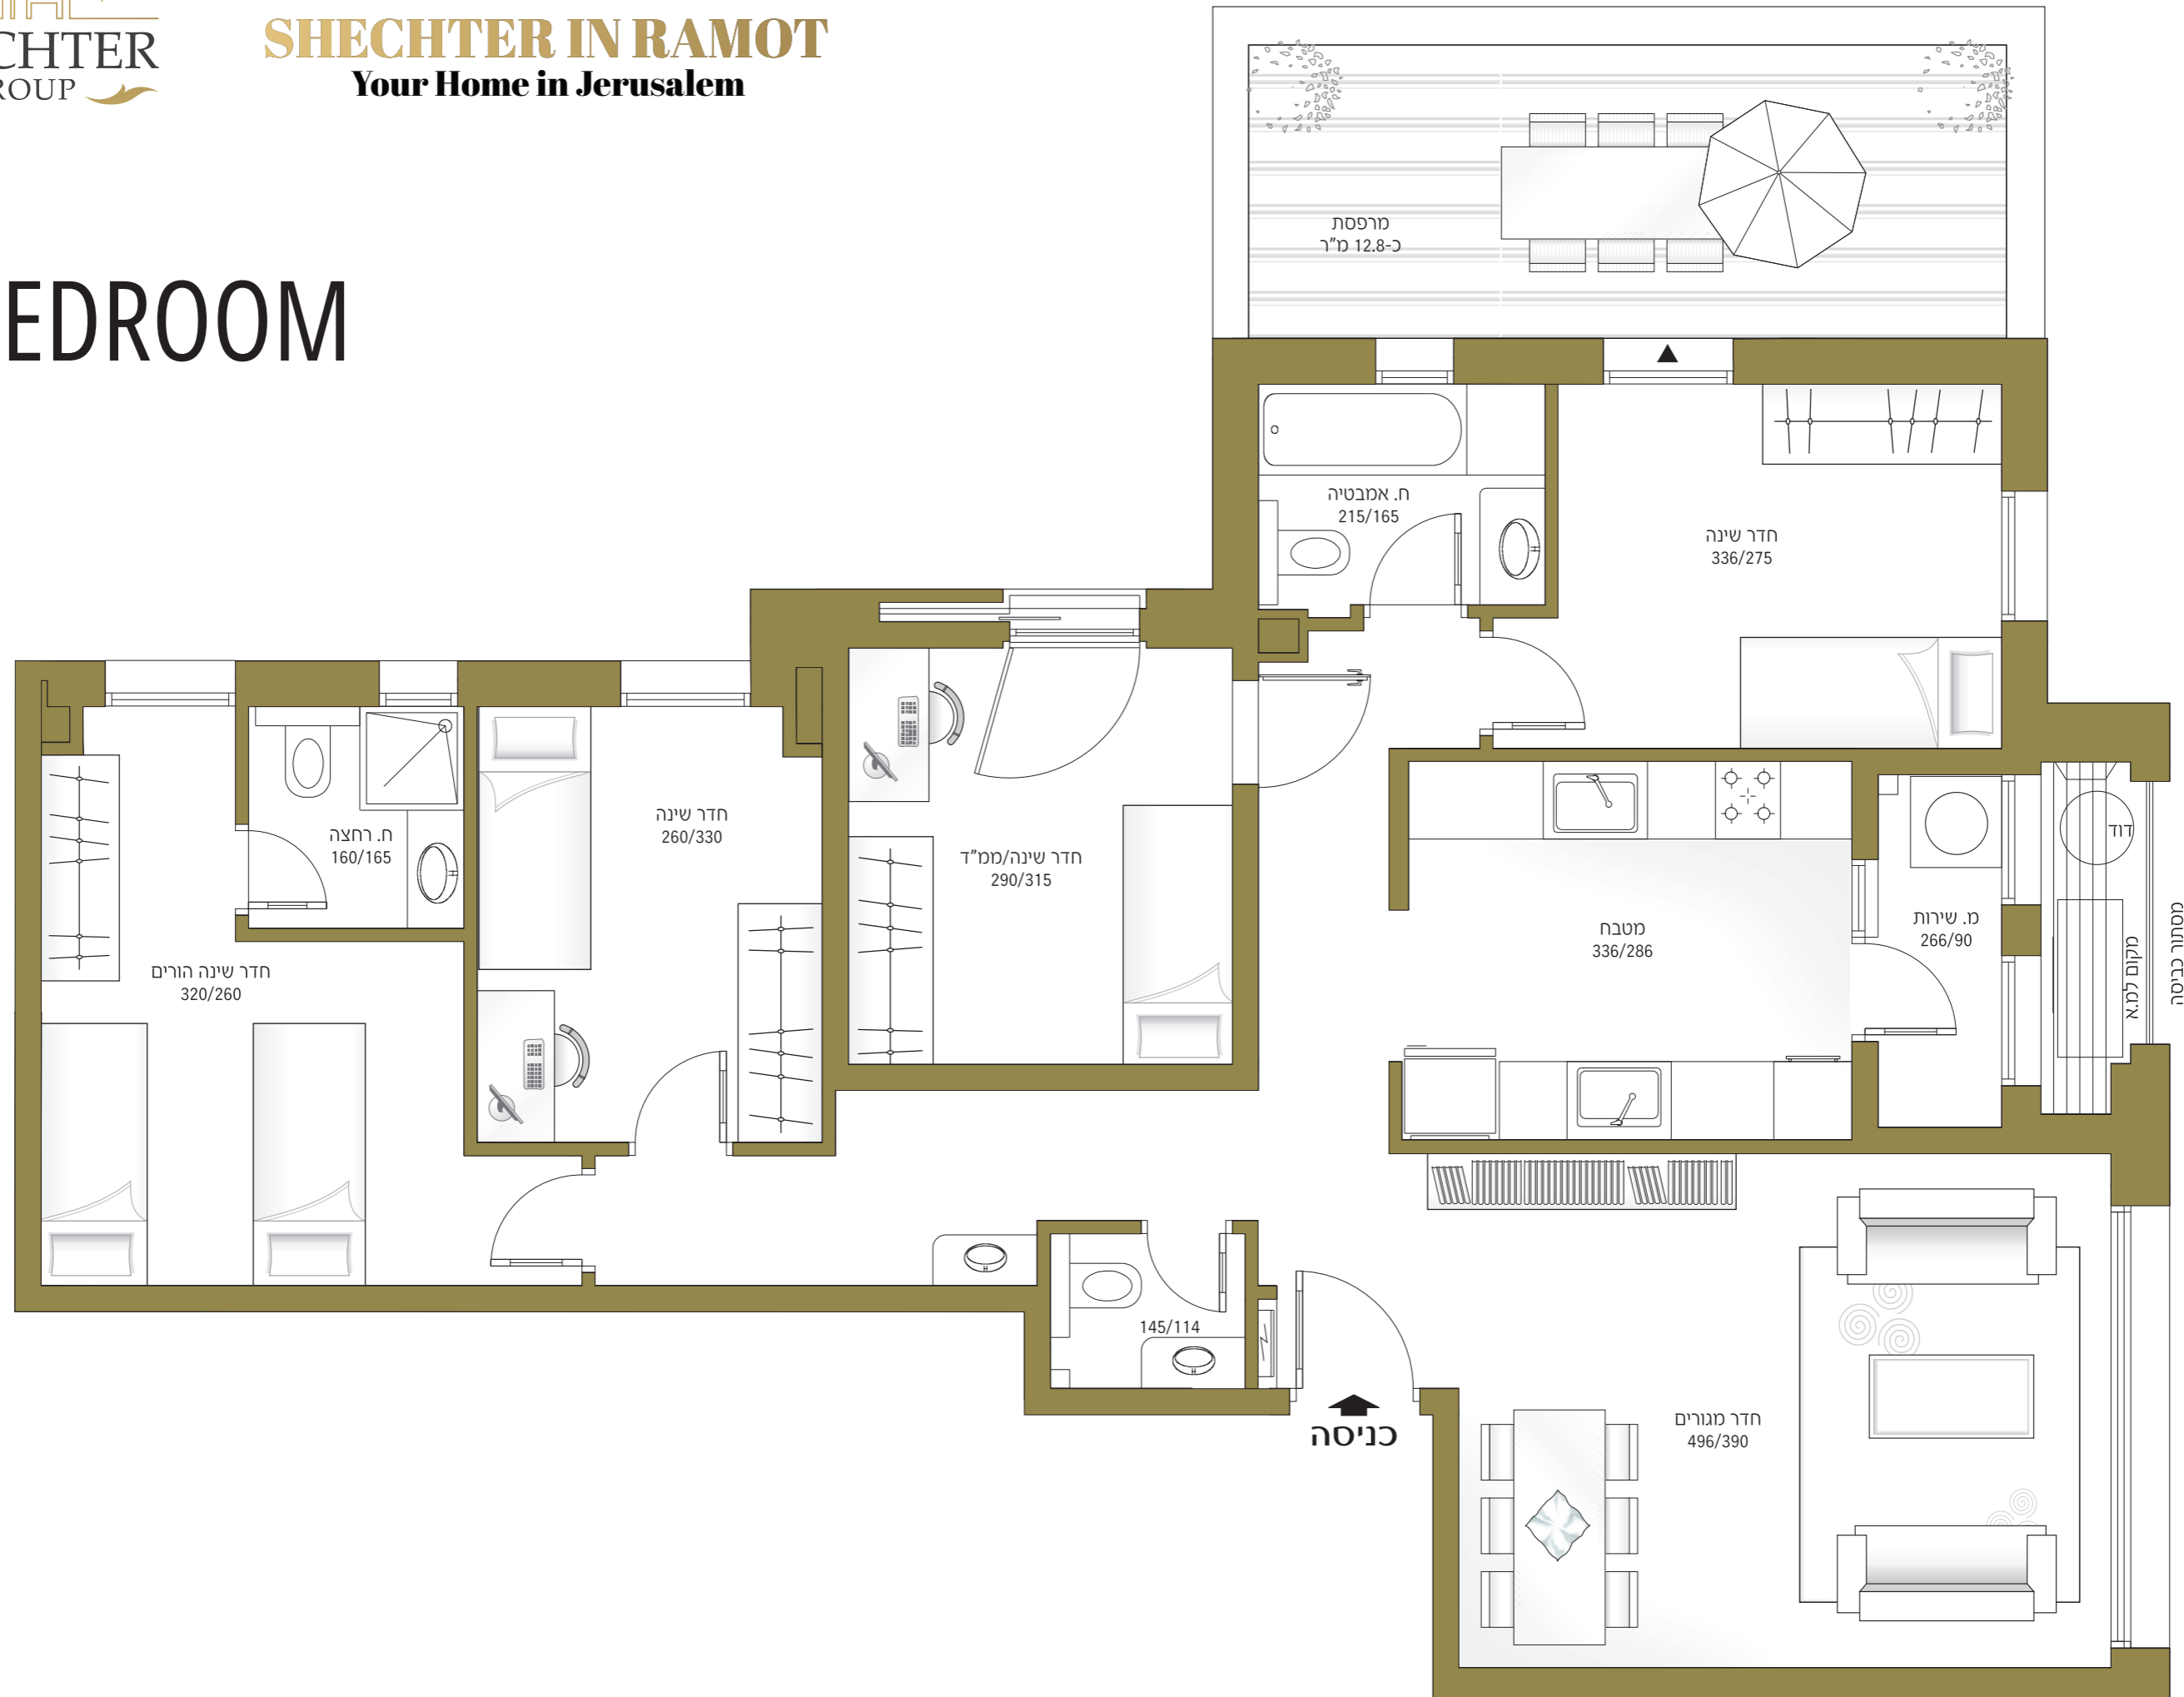 CHTER
ROUP
SHECHTER IN RAMOT
Your Home in Jerusalem
EDROOM
מרפסת
כ-12.8 מ"ר
ח. אמבטיה
215/165
חדר שינה
336/275
חדר שינה
260/330
ח. רחצה
160/165
חדר שינה/ממ"ד
290/315
דוד
מטבח
336/286
מ. שירות
266/90
מקום למ.א
מסתור כביסה
חדר שינה הורים
320/260
145/114
כניסה
חדר מגורים
496/390